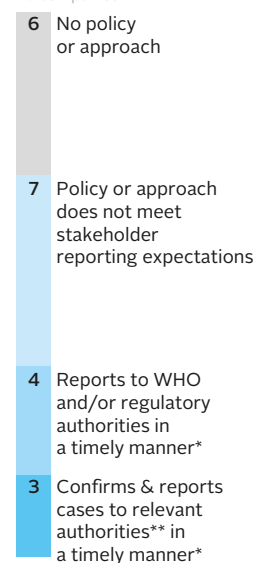 6 No policy
or approach
7 Policy or approach
does not meet
stakeholder
reporting expectations
4 Reports to WHO
and/or regulatory
authorities in
a timely manner*
3 Confirms & reports
cases to relevant
authorities** in
a timely manner*